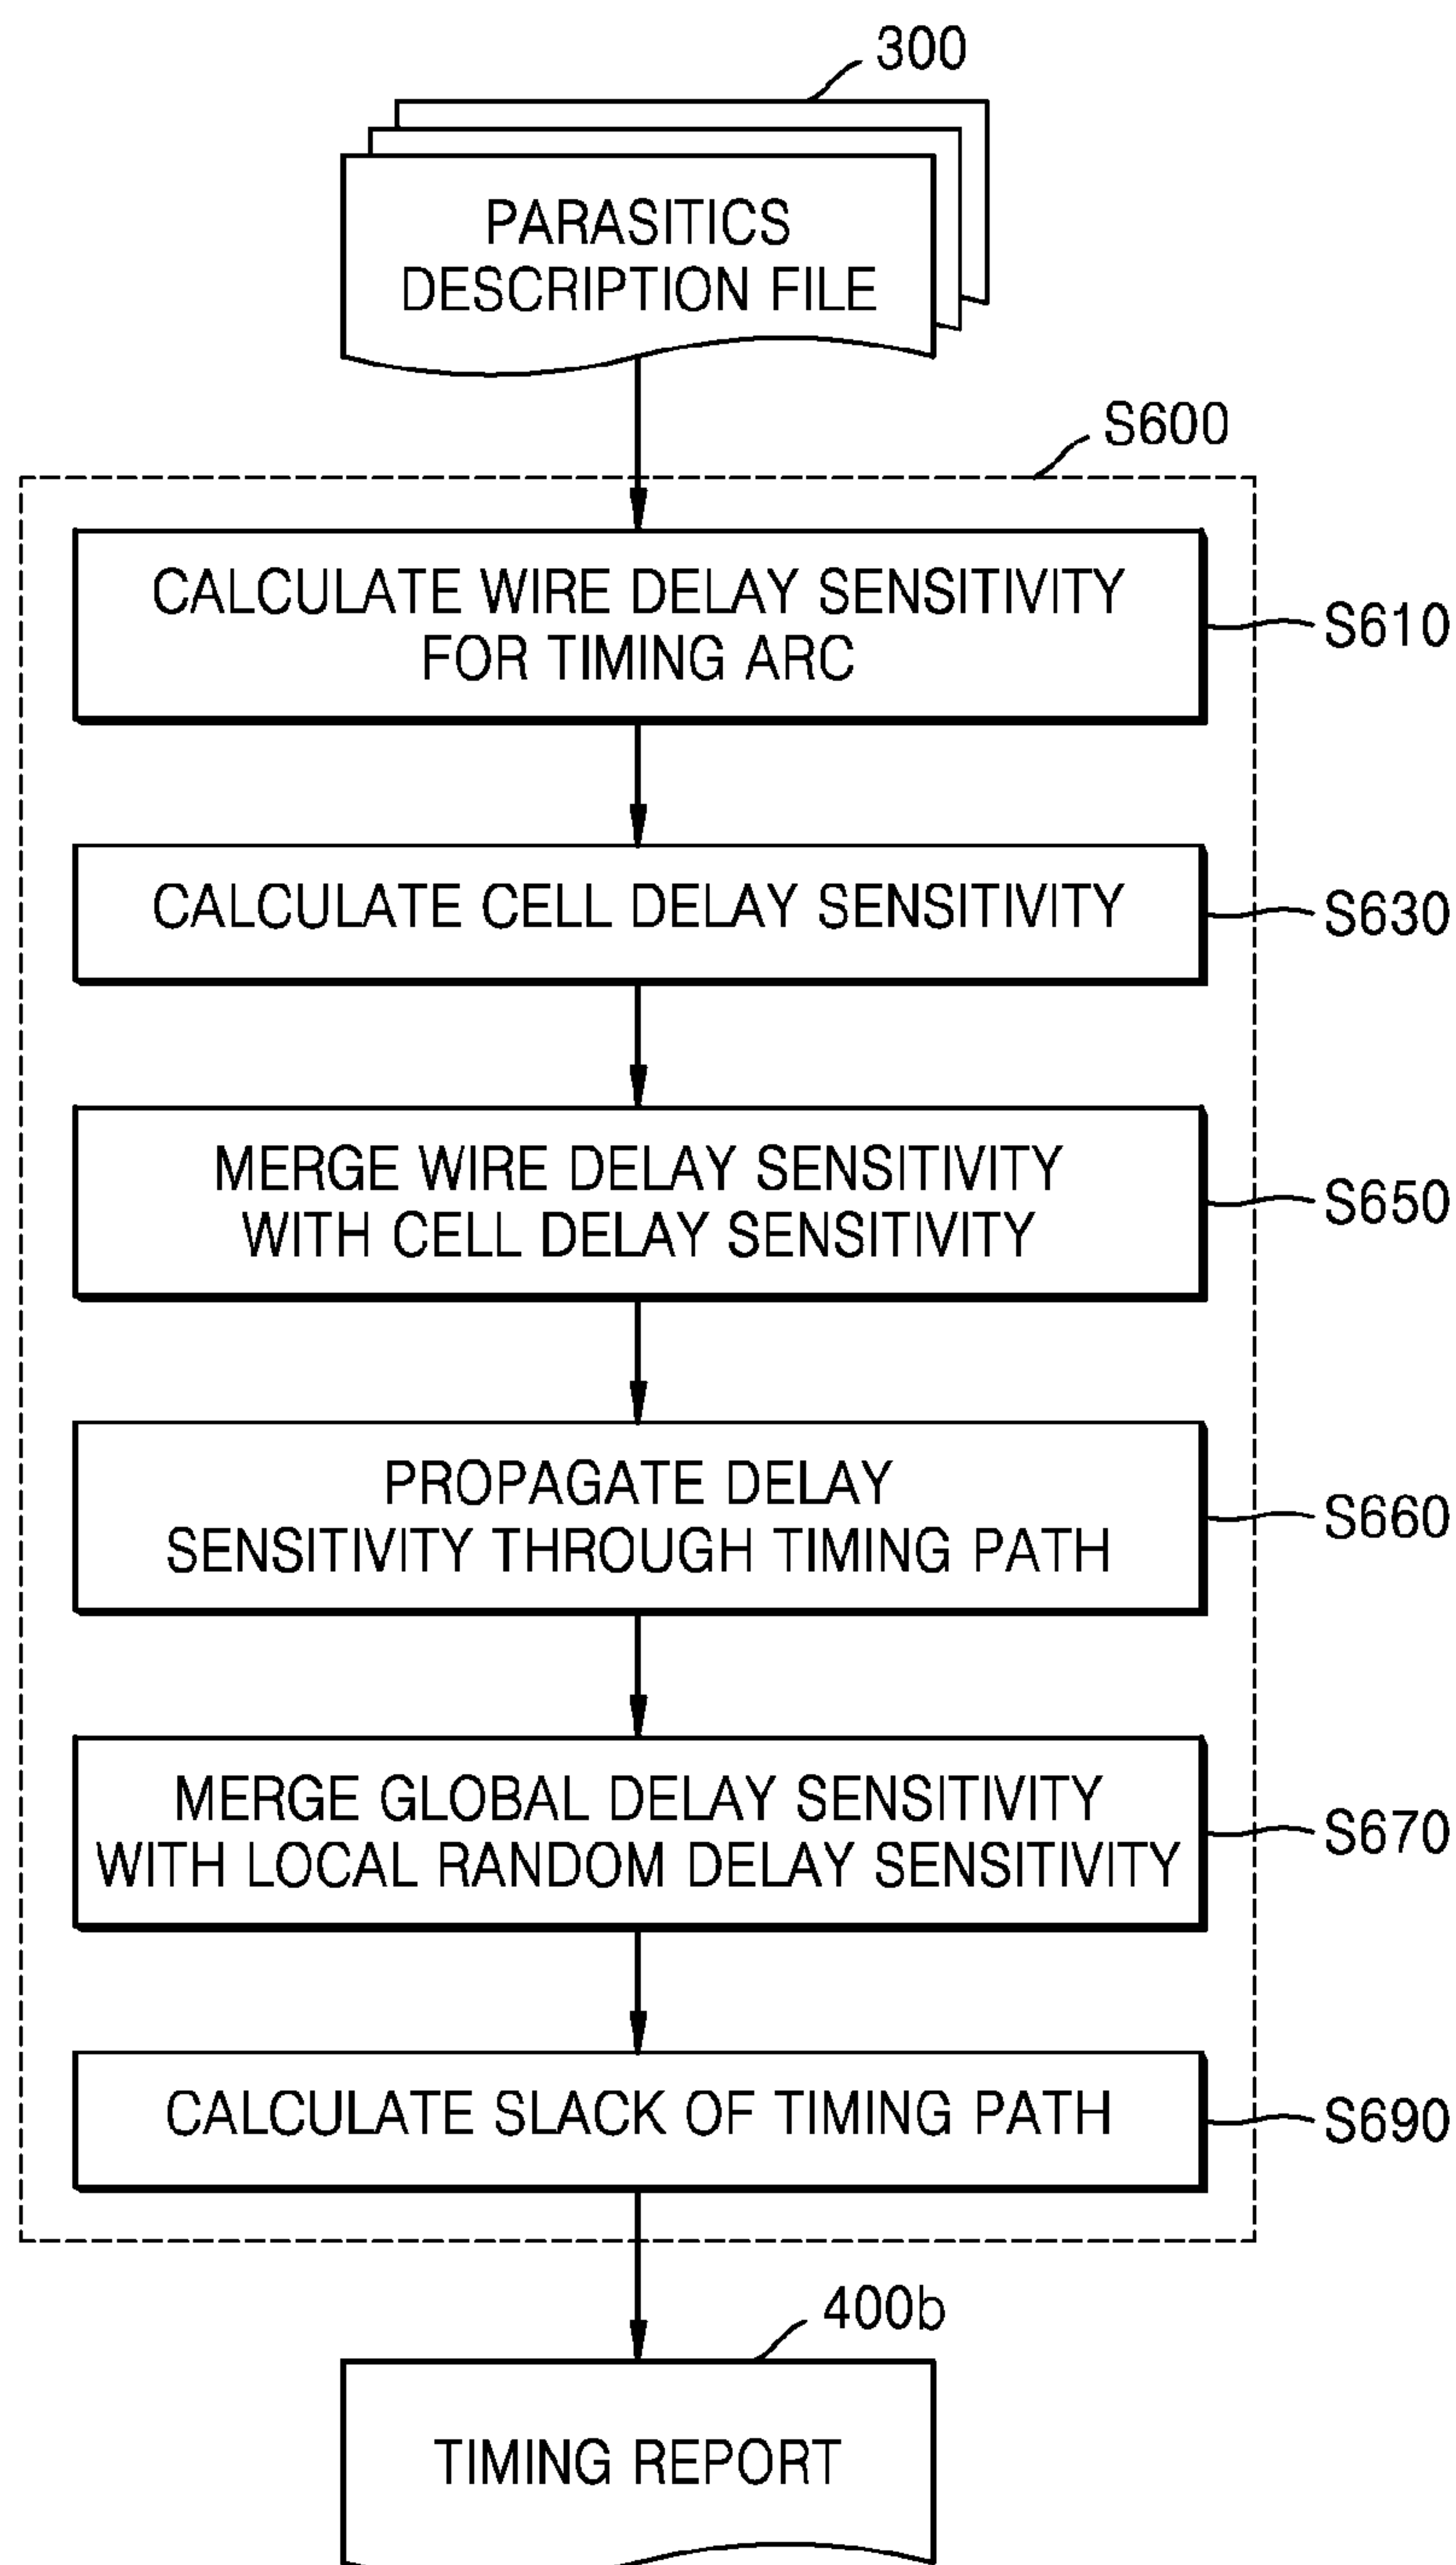 300
PARASITICS
DESCRIPTION FILE
S600
CALCULATE WIRE DELAY SENSITIVITY
FOR TIMING ARC
S610
CALCULATE CELL DELAY SENSITIVITY
S630
MERGE WIRE DELAY SENSITIVITY
WITH CELL DELAY SENSITIVITY
S650
PROPAGATE DELAY
SENSITIVITY THROUGH TIMING PATH
S660
MERGE GLOBAL DELAY SENSITIVITY
WITH LOCAL RANDOM DELAY SENSITIVITY
S670
CALCULATE SLACK OF TIMING PATH
S690
400b
TIMING REPORT